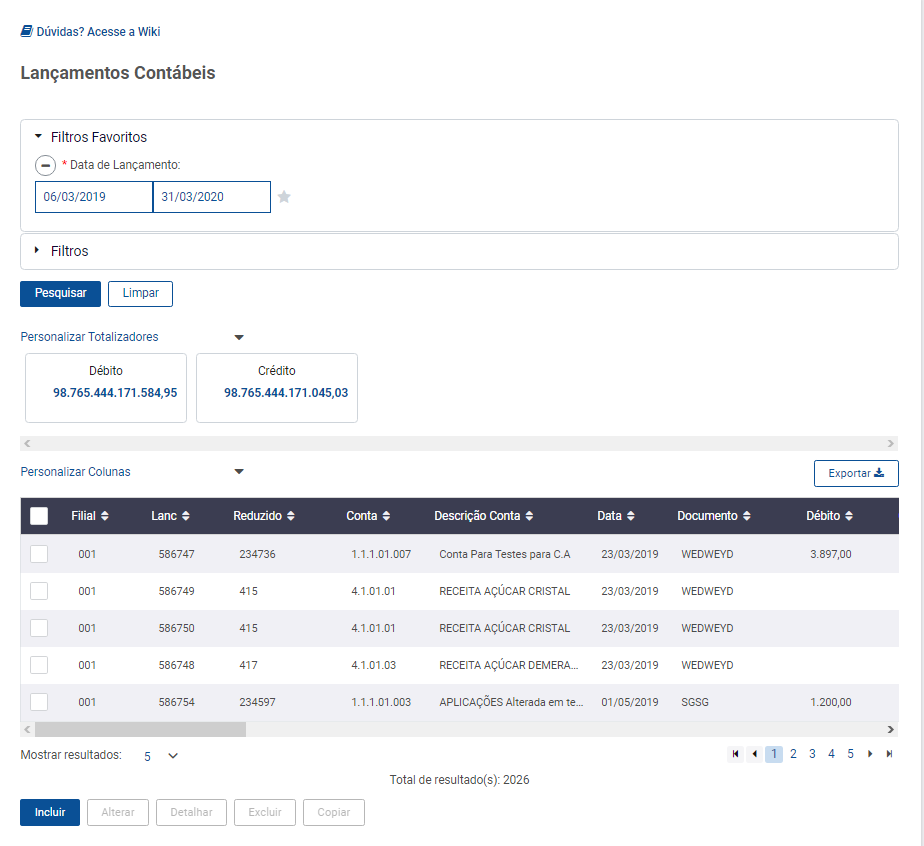 Dúvidas? Acesse a Wiki
Lançamentos Contábeis
Filtros Favoritos
* Data de Lançamento:
06/03/2019 31/03/2020
Filtros
Pesquisar Limpar
Personalizar Totalizadores
Débito Crédito
98.765.444.171.584,95 98.765.444.171.045,03
Personalizar Colunas Exportar
Filial Lanc Reduzido Conta Descrição Conta Data Documento Débito
001 586747 234736 1.1.1.01.007 Conta Para Testes para C.A 23/03/2019 WEDWEYD 3.897,00
001 586749 415 4.1.01.01 RECEITA AÇÚCAR CRISTAL 23/03/2019 WEDWEYD
001 586750 415 4.1.01.01 RECEITA AÇÚCAR CRISTAL 23/03/2019 WEDWEYD
001 586748 417 4.1.01.03 RECEITA AÇÚCAR DEMERA... 23/03/2019 WEDWEYD
001 586754 234597 1.1.1.01.003 APLICAÇÕES Alterada em te... 01/05/2019 SGSG 1.200,00
Mostrar resultados: 5 1 2 3 4 5
Total de resultado(s): 2026
Incluir Alterar Detalhar Excluir Copiar